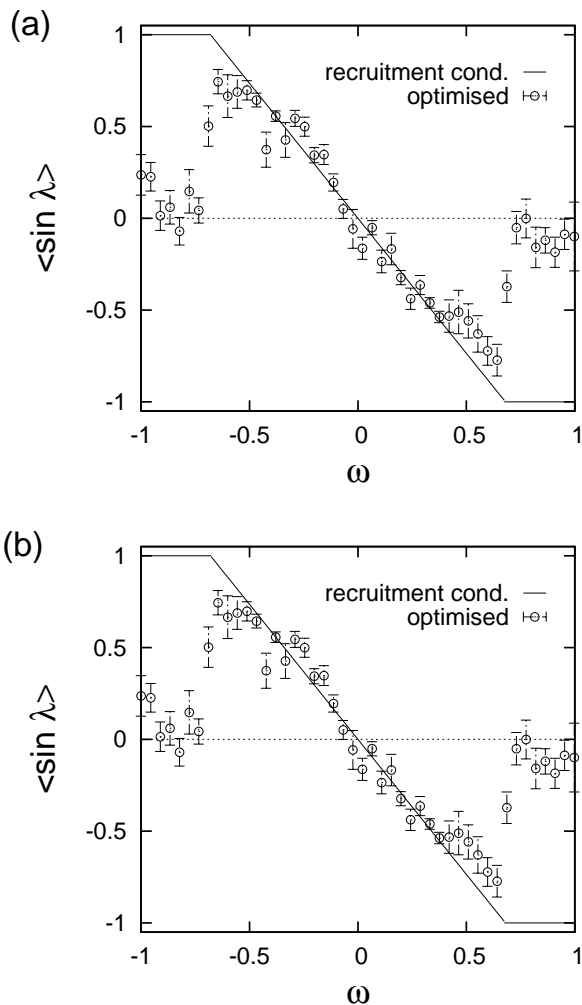 (a)
1
0.5
0
-0.5
-1
<sin λ>
recruitment cond.
optimised
-1 -0.5 0 0.5 1
ω
(b)
1
0.5
0
-0.5
-1
<sin λ>
recruitment cond.
optimised
-1 -0.5 0 0.5 1
ω